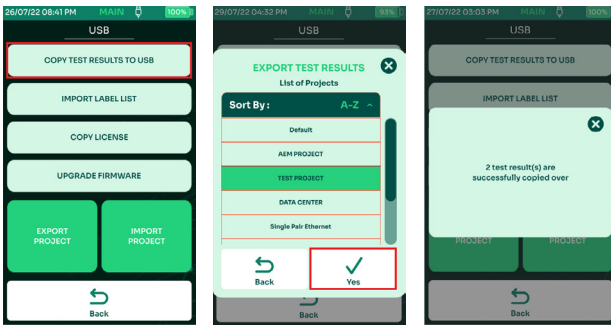 26/07/22 08:41 PM MAIN 100%
USB
COPY TEST RESULTS TO USB
IMPORT LABEL LIST
COPY LICENSE
UPGRADE FIRMWARE
EXPORT PROJECT
IMPORT PROJECT
Back
29/07/22 04:32 PM MAIN 93%
USB
EXPORT TEST RESULTS
List of Projects
Sort By : A-Z
Default
AEM PROJECT
TEST PROJECT
DATA CENTER
Single Pair Ethernet
Back
Yes
Back
27/07/22 03:03 PM MAIN 100%
USB
COPY TEST RESULTS TO USB
IMPORT LABEL LIST
2 test result(s) are
successfully copied over
PROJECT
PROJECT
Back